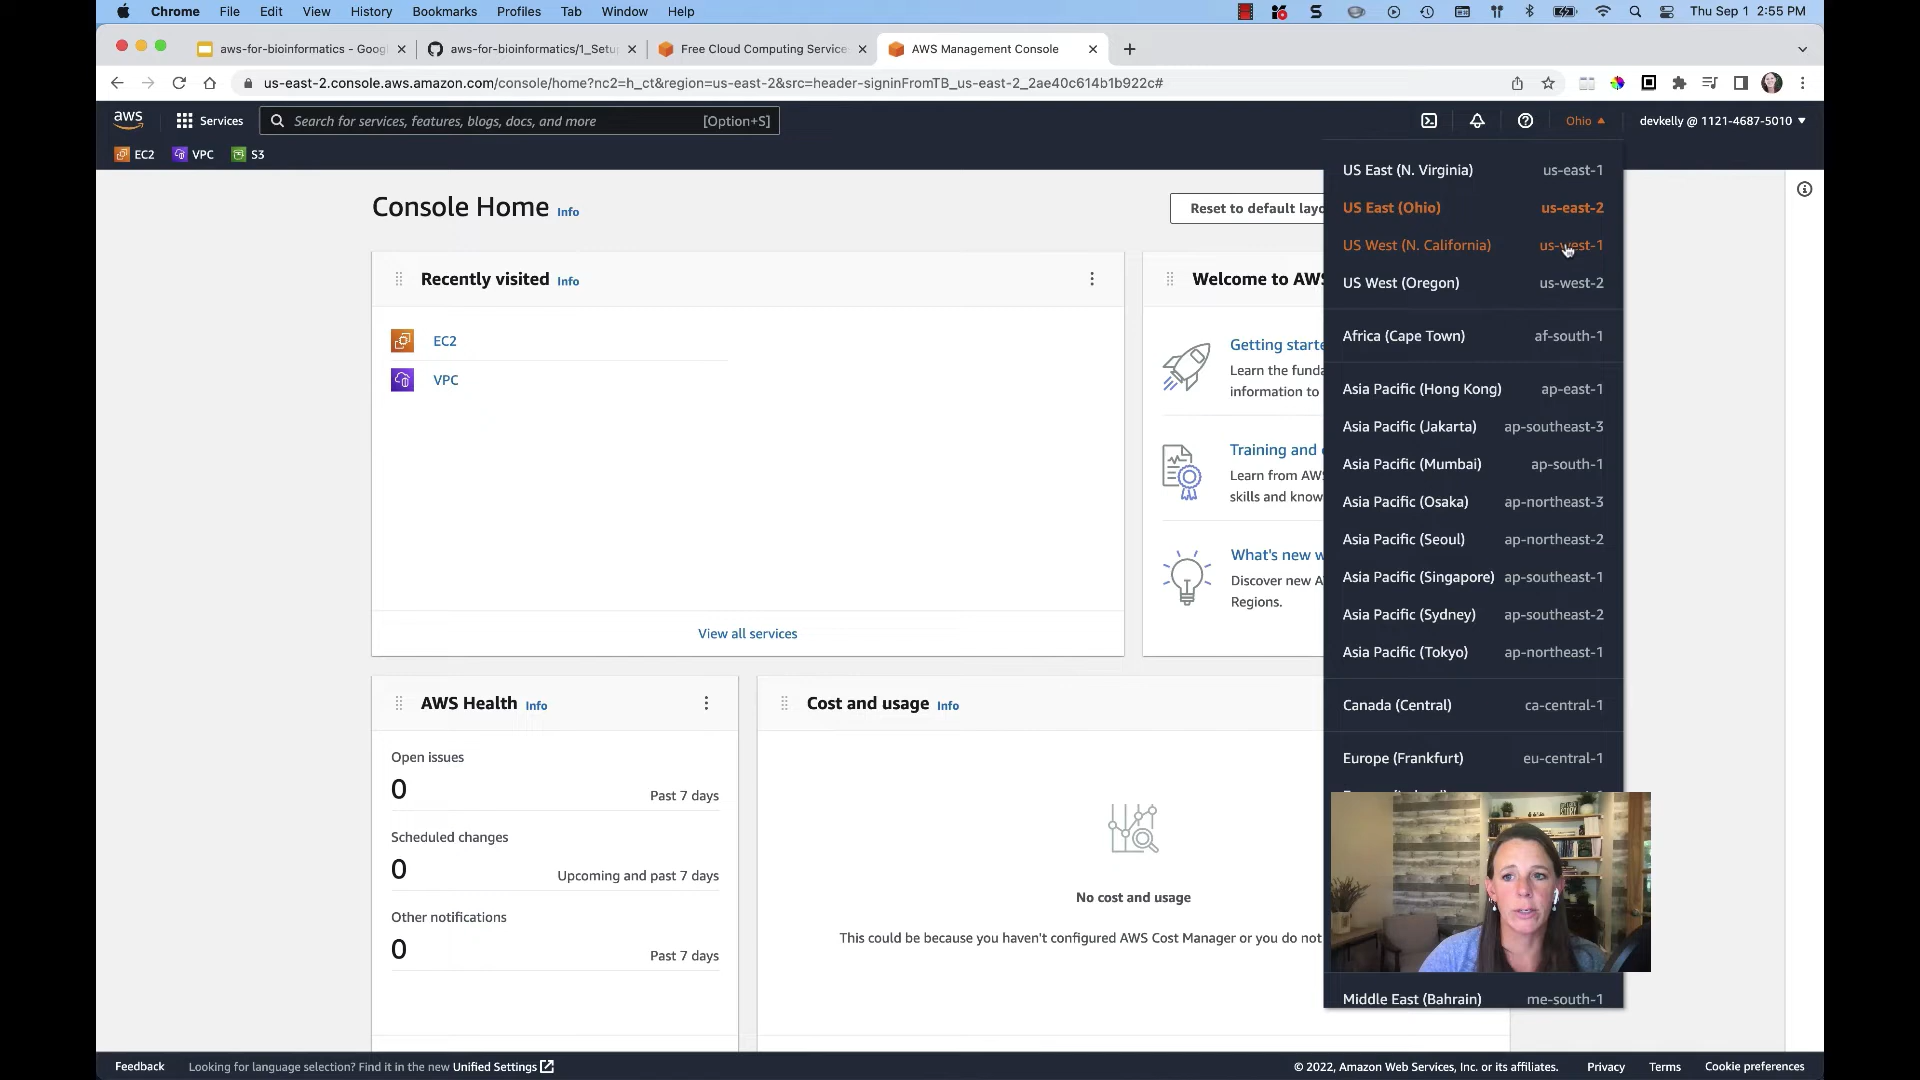 Chrome File Edit View History Bookmarks Profiles Tab Window Help Thu Sep 1 2:55 PM
aws-for-bioinformatics - Goog aws-for-bioinformatics/1_Setu Free Cloud Computing Service AWS Management Console
us-east-2.console.aws.amazon.com/console/home?nc2=h_ct&region=us-east-2&src=header-signinFromTB_us-east-2_2ae40c614b1b922c#
aws Services Search for services, features, blogs, docs, and more [Option+S] Ohio devkelly @ 1121-4687-5010
EC2 VPC S3
Console Home Info
Reset to default layo
Recently visited Info
EC2
VPC
View all services
Welcome to AWS
Getting starte
Learn the funda
information to
Training and
Learn from AWS
skills and know
What's new w
Discover new A
Regions.
US East (N. Virginia) us-east-1
US East (Ohio) us-east-2
US West (N. California) us-west-1
US West (Oregon) us-west-2
Africa (Cape Town) af-south-1
Asia Pacific (Hong Kong) ap-east-1
Asia Pacific (Jakarta) ap-southeast-3
Asia Pacific (Mumbai) ap-south-1
Asia Pacific (Osaka) ap-northeast-3
Asia Pacific (Seoul) ap-northeast-2
Asia Pacific (Singapore) ap-southeast-1
Asia Pacific (Sydney) ap-southeast-2
Asia Pacific (Tokyo) ap-northeast-1
Canada (Central) ca-central-1
Europe (Frankfurt) eu-central-1
Middle East (Bahrain) me-south-1
AWS Health Info
Open issues
0 Past 7 days
Scheduled changes
0 Upcoming and past 7 days
Other notifications
0 Past 7 days
Cost and usage Info
No cost and usage
This could be because you haven't configured AWS Cost Manager or you do not
Feedback Looking for language selection? Find it in the new Unified Settings © 2022, Amazon Web Services, Inc. or its affiliates. Privacy Terms Cookie preferences